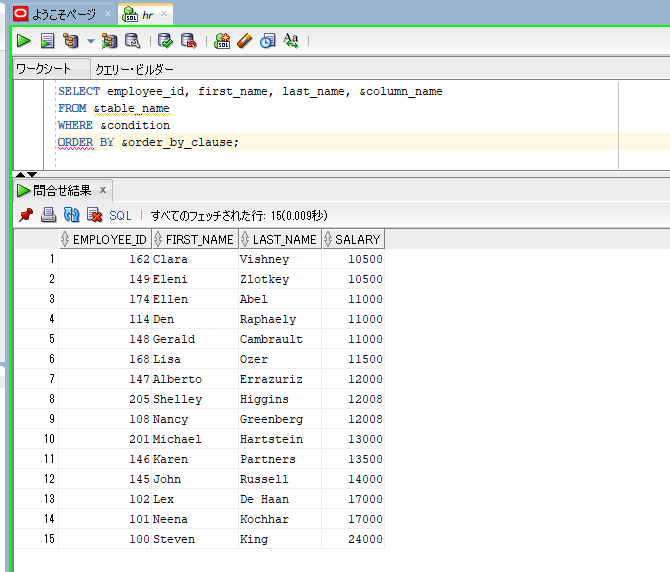 ようこそページ hr
ワークシート クエリー・ビルダー
SELECT employee_id, first_name, last_name, &column_name
FROM &table_name
WHERE &condition
ORDER BY &order_by_clause;
問合せ結果 x
SQL | すべてのフェッチされた行: 15(0.009秒)
EMPLOYEE_ID FIRST_NAME LAST_NAME SALARY
1 162 Clara Vishney 10500
2 149 Eleni Zlotkey 10500
3 174 Ellen Abel 11000
4 114 Den Raphaely 11000
5 148 Gerald Cambrault 11000
6 168 Lisa Ozer 11500
7 147 Alberto Errazuriz 12000
8 205 Shelley Higgins 12008
9 108 Nancy Greenberg 12008
10 201 Michael Hartstein 13000
11 146 Karen Partners 13500
12 145 John Russell 14000
13 102 Lex De Haan 17000
14 101 Neena Kochhar 17000
15 100 Steven King 24000